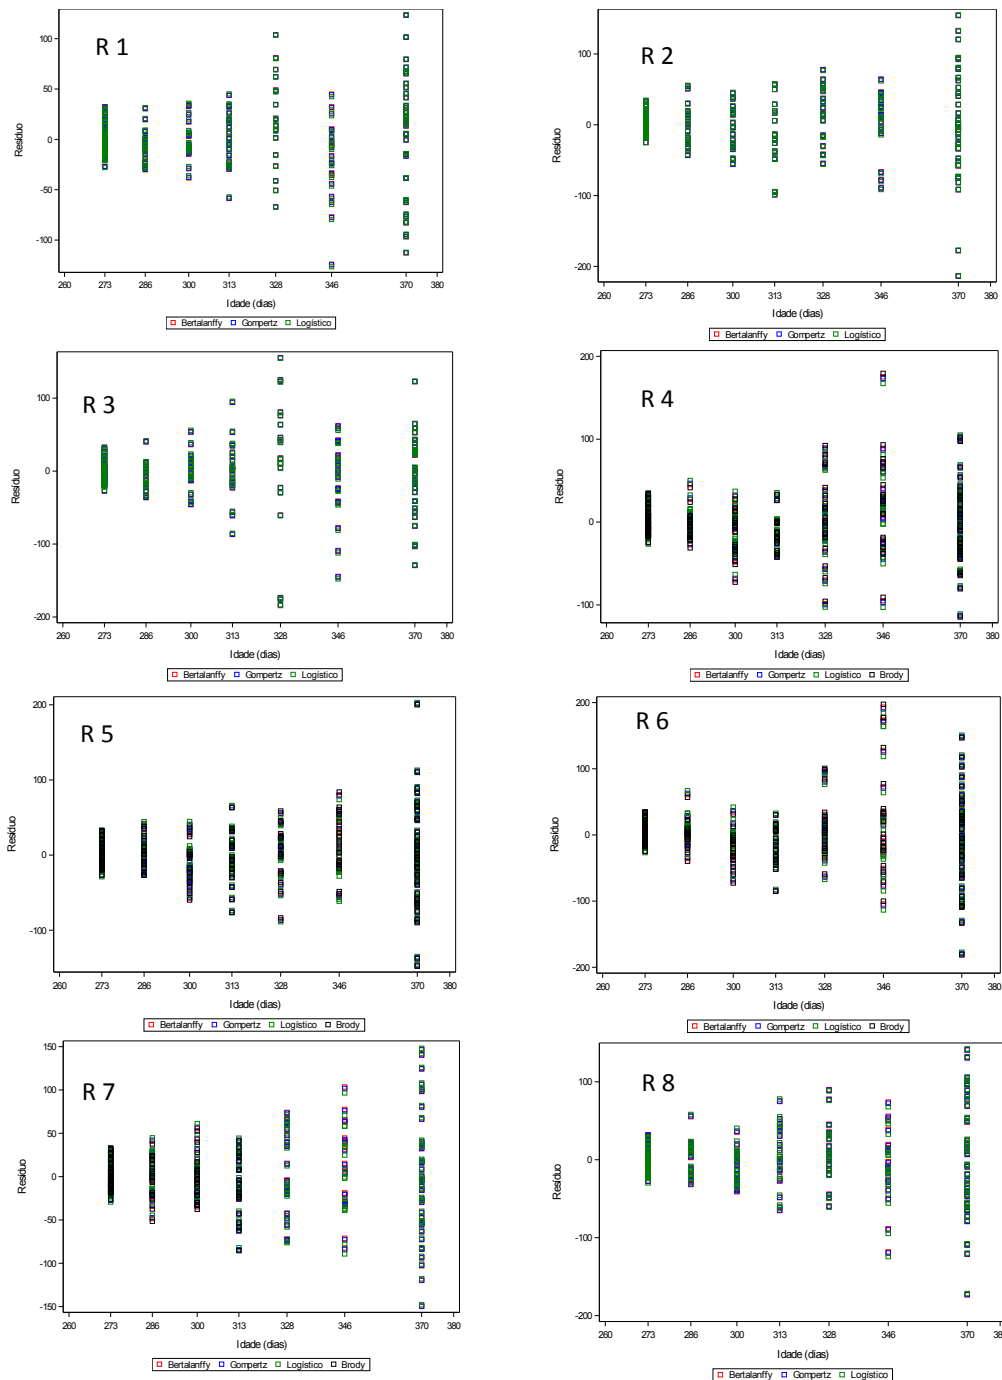 R 1
100
50
0
-50
-100
Resíduo
260 273 286 300 313 328 346 370 380
Idade (dias)
Bertalanffy Gompertz Logístico
R 2
100
0
-100
-200
Resíduo
260 273 286 300 313 328 346 370 380
Idade (dias)
Bertalanffy Gompertz Logístico
R 3
100
0
-100
-200
Resíduo
260 273 286 300 313 328 346 370 380
Idade (dias)
Bertalanffy Gompertz Logístico
R 4
200
100
0
-100
Resíduo
260 273 286 300 313 328 346 370 380
Idade (dias)
Bertalanffy Gompertz Logístico Brody
R 5
200
100
0
-100
Resíduo
260 273 286 300 313 328 346 370 380
Idade (dias)
Bertalanffy Gompertz Logístico Brody
R 6
200
100
0
-100
-200
Resíduo
260 273 286 300 313 328 346 370 380
Idade (dias)
Bertalanffy Gompertz Logístico Brody
R 7
150
100
50
0
-50
-100
-150
Resíduo
260 273 286 300 313 328 346 370 380
Idade (dias)
Bertalanffy Gompertz Logístico Brody
R 8
100
0
-100
-200
Resíduo
260 273 286 300 313 328 346 370 380
Idade (dias)
Bertalanffy Gompertz Logístico